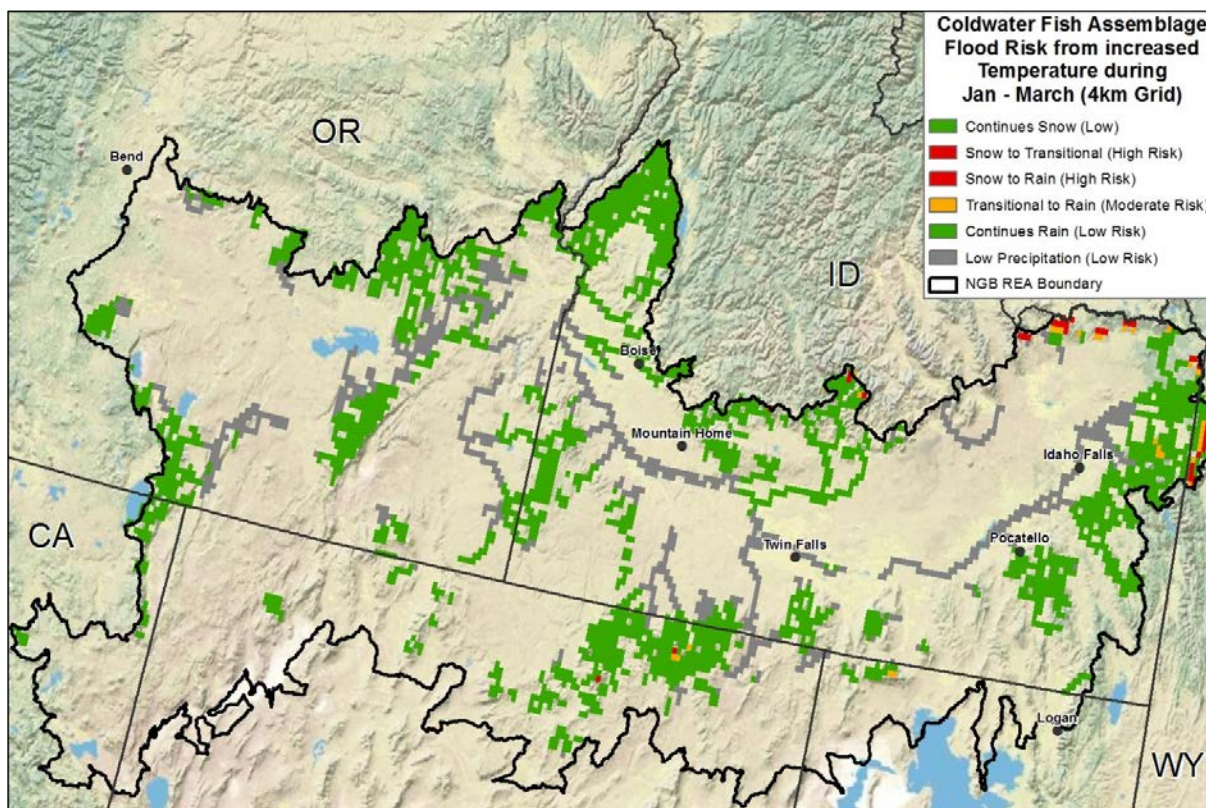 Coldwater Fish Assemblage
Flood Risk from increased
Temperature during
Jan - March (4km Grid)
Continues Snow (Low)
Snow to Transitional (High Risk)
Snow to Rain (High Risk)
Transitional to Rain (Moderate Risk)
Continues Rain (Low Risk)
Low Precipitation (Low Risk)
NGB REA Boundary
OR
Bend
ID
Boise
Mountain Home
Idaho Falls
CA
Twin Falls
Pocatello
Logan
WY